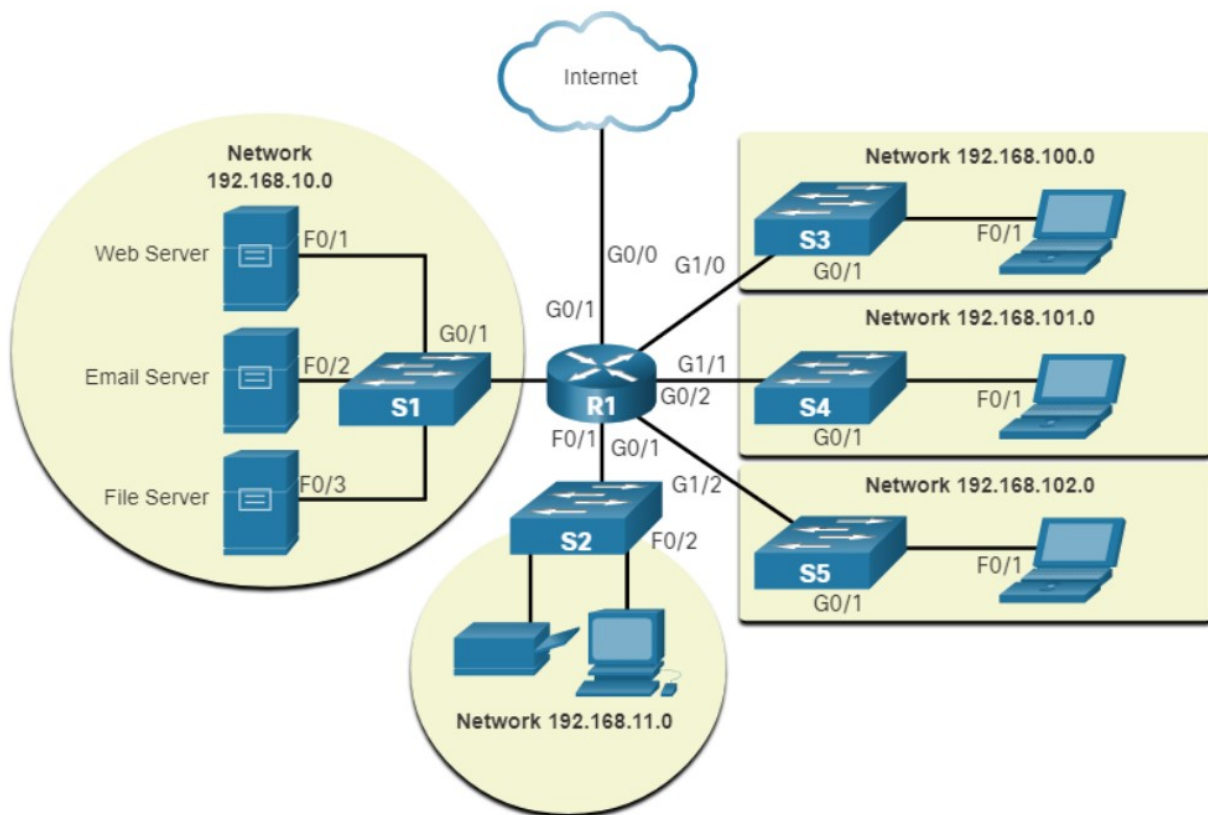 Internet
Network
192.168.10.0
Web Server
F0/1
Email Server
F0/2
File Server
F0/3
G0/1
S1
G0/0
G0/1
G1/0
R1
G1/1
G0/2
F0/1
G0/1
G1/2
S2
F0/2
Network 192.168.11.0
Network 192.168.100.0
S3
F0/1
G0/1
Network 192.168.101.0
S4
F0/1
G0/1
Network 192.168.102.0
S5
F0/1
G0/1